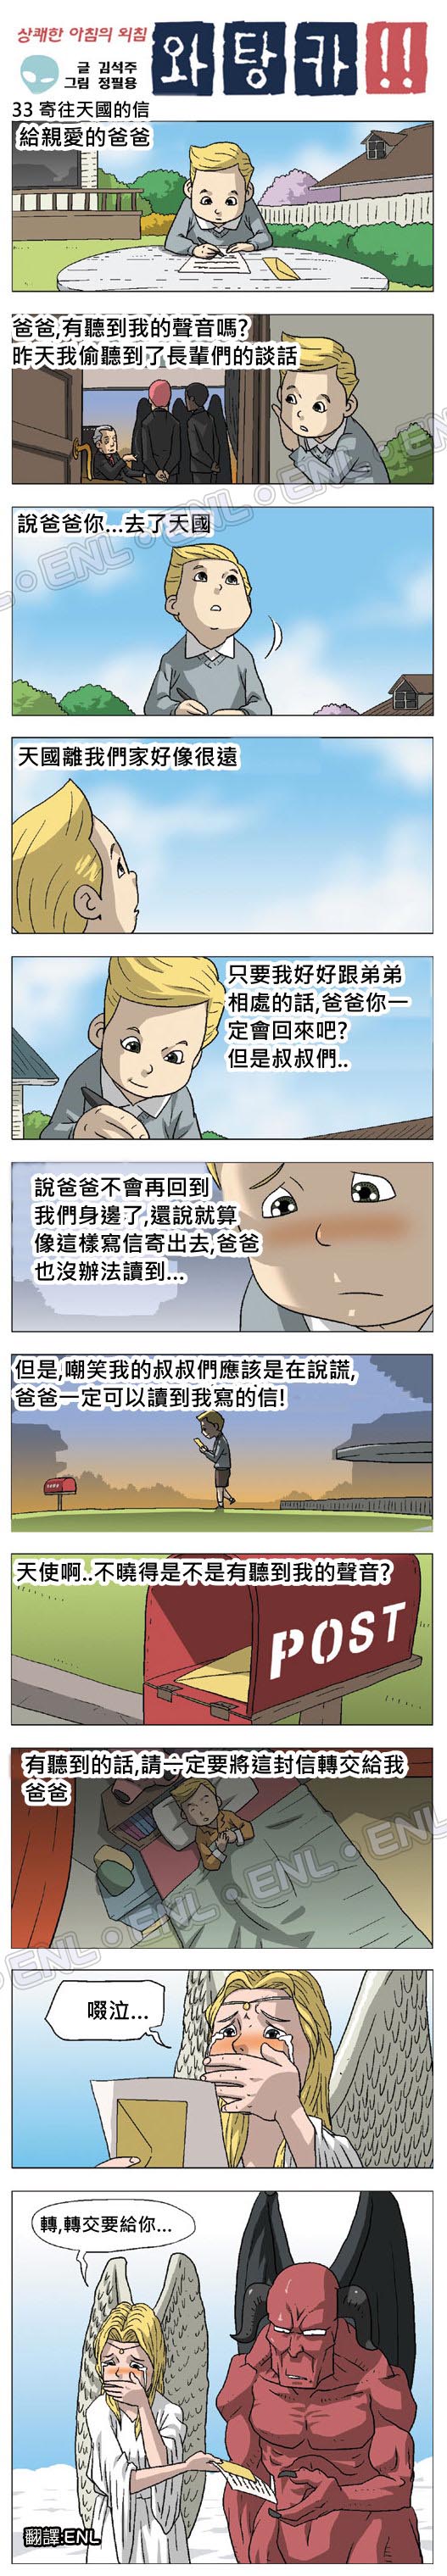 상쾌한 아침의 외침
글 김석주
그림 정필용
와탕카!!
33 寄往天國的信
給親愛的爸爸
爸爸,有聽到我的聲音嗎?
昨天我偷聽到了長輩們的談話
說爸爸你...去了天國
天國離我們家好像很遠
只要我好好跟弟弟
相處的話,爸爸你一
定會回來吧?
但是叔叔們..
說爸爸不會再回到
我們身邊了,還說就算
像這樣寫信寄出去,爸爸
也沒辦法讀到...
但是,嘲笑我的叔叔們應該是在說謊,
爸爸一定可以讀到我寫的信!
天使啊..不曉得是不是有聽到我的聲音?
POST
有聽到的話,請一定要將這封信轉交給我
爸爸
啜泣...
轉,轉交要給你...
翻譯:ENL
ENL
ENL
ENL
ENL
ENL
ENL
ENL